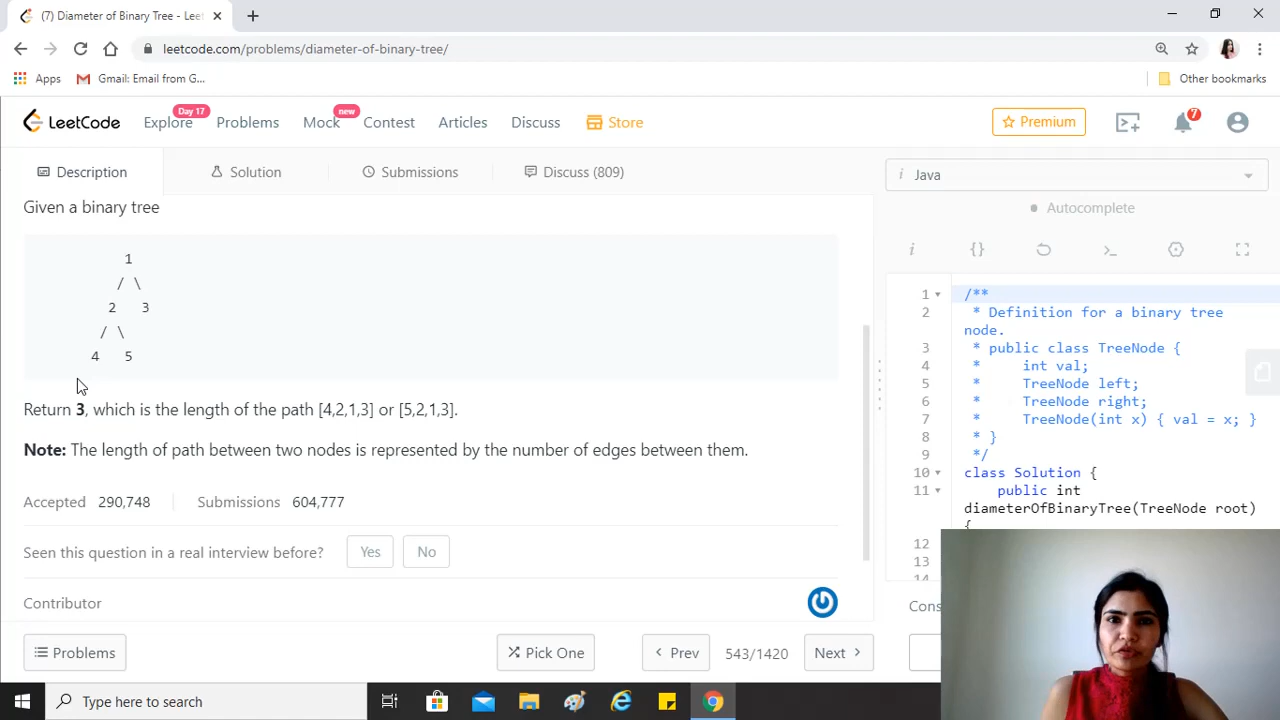 (7) Diameter of Binary Tree - Leet
leetcode.com/problems/diameter-of-binary-tree/
Apps
Gmail: Email from G...
Other bookmarks
LeetCode
Explore
Day 17
Problems
Mock
new
Contest
Articles
Discuss
Store
Premium
7
Description
Solution
Submissions
Discuss (809)
i Java
Autocomplete
i {}
Given a binary tree
1
/ \
2 3
/ \
4 5
Return 3, which is the length of the path [4,2,1,3] or [5,2,1,3].
Note: The length of path between two nodes is represented by the number of edges between them.
Accepted 290,748 Submissions 604,777
Seen this question in a real interview before? Yes No
Contributor
Problems
Pick One
Prev
543/1420
Next
1 /**
2 * Definition for a binary tree
node.
3 * public class TreeNode {
4 * int val;
5 * TreeNode left;
6 * TreeNode right;
7 * TreeNode(int x) { val = x; }
8 * }
9 */
10 class Solution {
11 public int
diameterOfBinaryTree(TreeNode root)
{
12
13
14
Cons
Type here to search